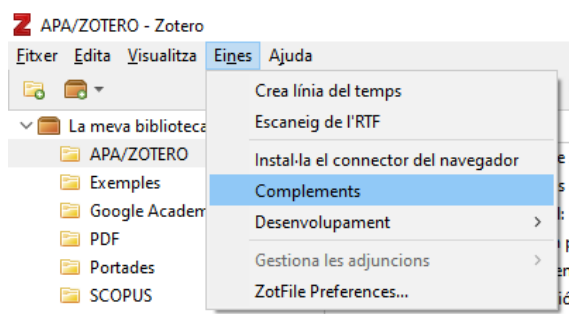 APA/ZOTERO - Zotero
Fitxer Edita Visualitza Eines Ajuda
Crea línia del temps
Escaneig de l'RTF
Instal·la el connector del navegador
Complements
Desenvolupament
Gestiona les adjuncions
ZotFile Preferences...
La meva biblioteca
APA/ZOTERO
Exemples
Google Academ
PDF
Portades
SCOPUS